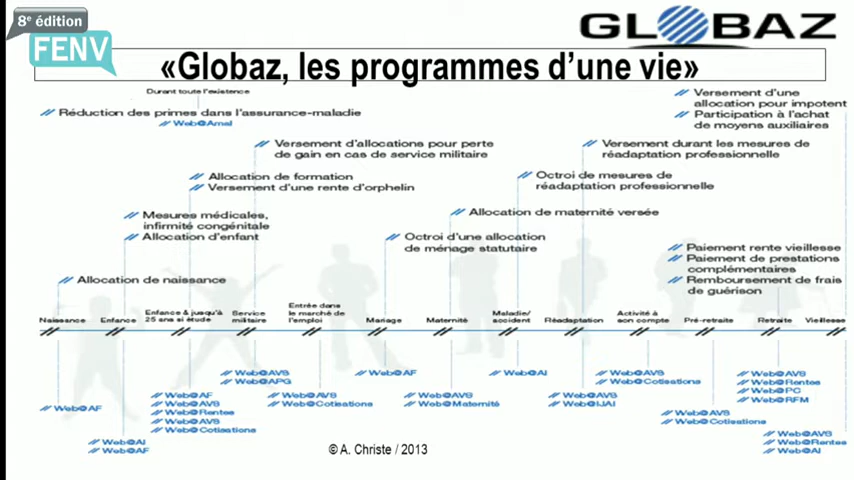 8e édition
FENV
GLOBAZ
«Globaz, les programmes d'une vie»
Durant toute l'existence
Réduction des primes dans l'assurance-maladie
Web@Amal
Versement d'une
allocation pour impotent
Participation à l'achat
de moyens auxiliaires
Versement d'allocations pour perte
de gain en cas de service militaire
Versement durant les mesures de
réadaptation professionnelle
Allocation de formation
Versement d'une rente d'orphelin
Octroi de mesures de
réadaptation professionnelle
Mesures médicales,
infirmité congénitale
Allocation d'enfant
Allocation de maternité versée
Octroi d'une allocation
de ménage statutaire
Paiement rente vieillesse
Paiement de prestations
complémentaires
Remboursement de frais
de guérison
Allocation de naissance
Naissance
Enfance
Enfance & jusqu'à
25 ans si étude
Service
militaire
Entrée dans
le marché de
l'emploi
Mariage
Maternité
Maladie/
accident
Réadaptation
Activité à
son compte
Pré-retraite
Retraite
Vieillesse
Web@AF
Web@AI
Web@AF
Web@AF
Web@AVS
Web@Rentes
Web@AVS
Web@Cotisations
Web@AVS
Web@APG
Web@AVS
Web@Cotisations
Web@AF
Web@AVS
Web@Maternité
Web@AI
Web@AVS
Web@IJAI
Web@AVS
Web@Cotisations
Web@AVS
Web@Cotisations
Web@AVS
Web@Rentes
Web@PC
Web@RFM
Web@AVS
Web@Rentes
Web@AI
© A. Christe / 2013